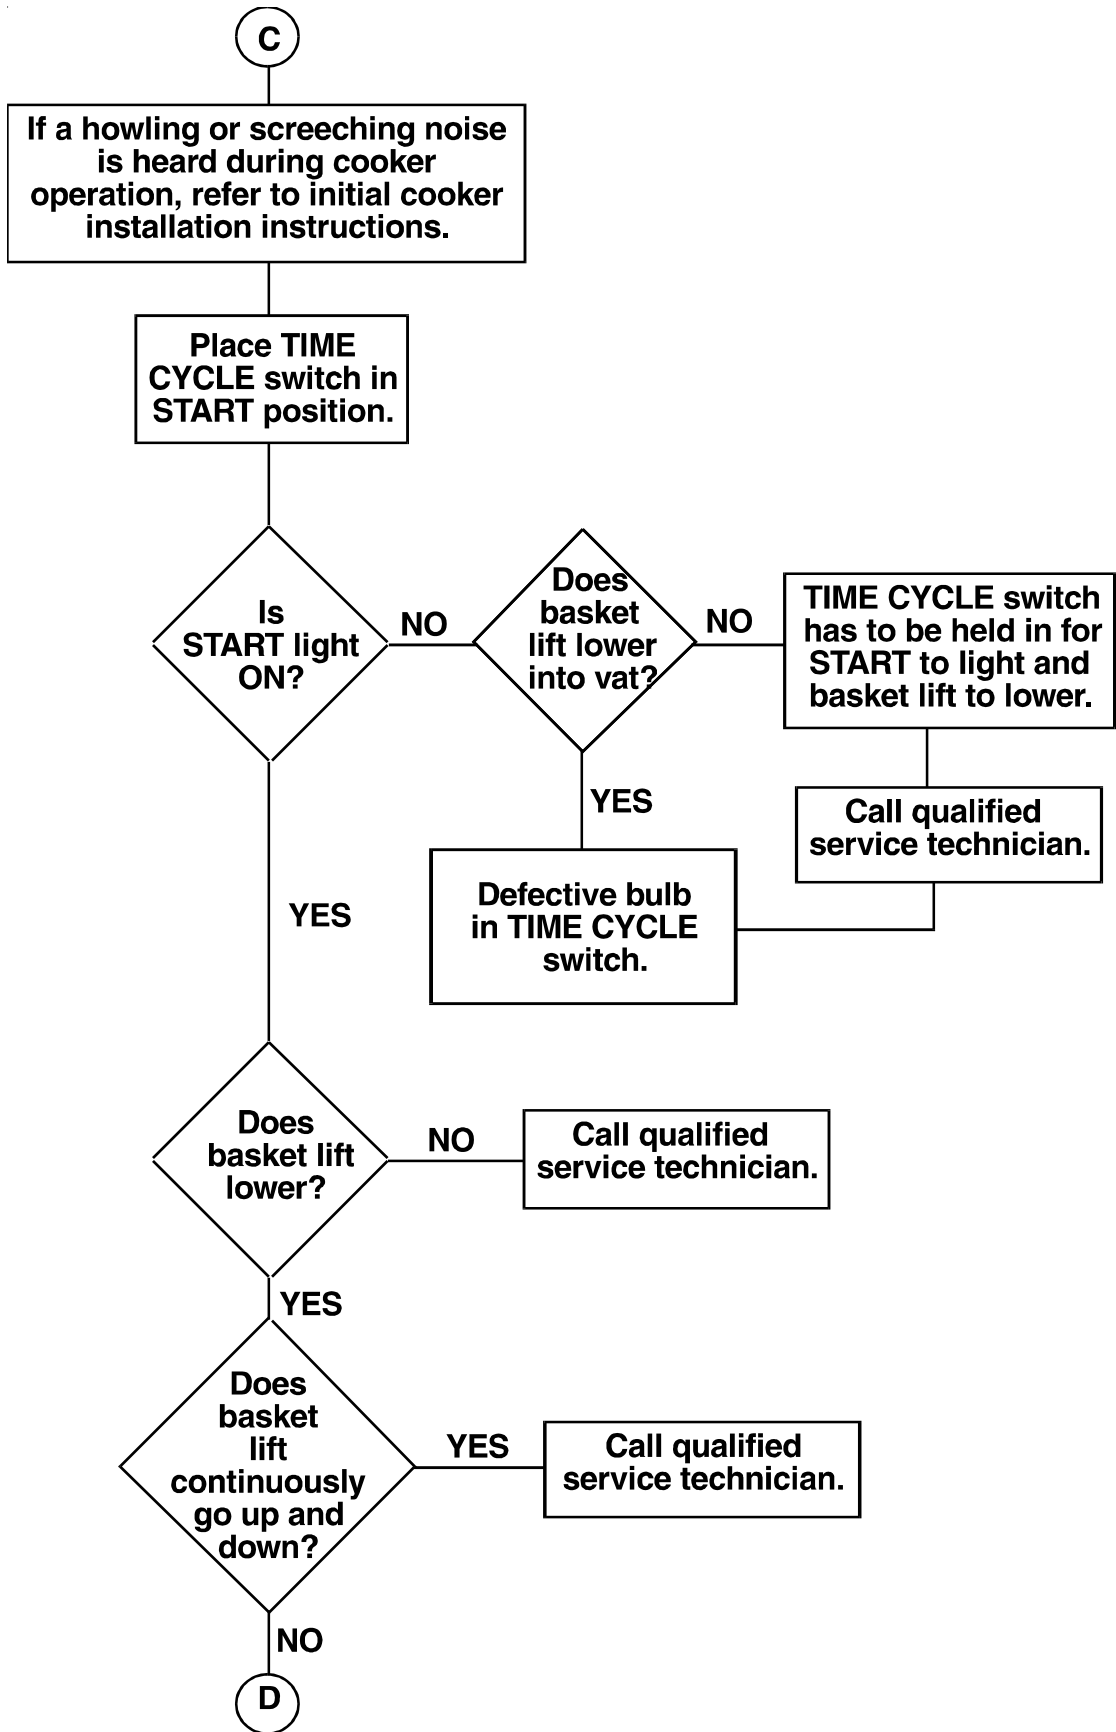 C
If a howling or screeching noise
is heard during cooker
operation, refer to initial cooker
installation instructions.
Place TIME
CYCLE switch in
START position.
Is
START light
ON?
NO
Does
basket
lift lower
into vat?
NO
TIME CYCLE switch
has to be held in for
START to light and
basket lift to lower.
YES
Call qualified
service technician.
Defective bulb
in TIME CYCLE
switch.
YES
Does
basket lift
lower?
NO
Call qualified
service technician.
YES
Does
basket
lift
continuously
go up and
down?
YES
Call qualified
service technician.
NO
D